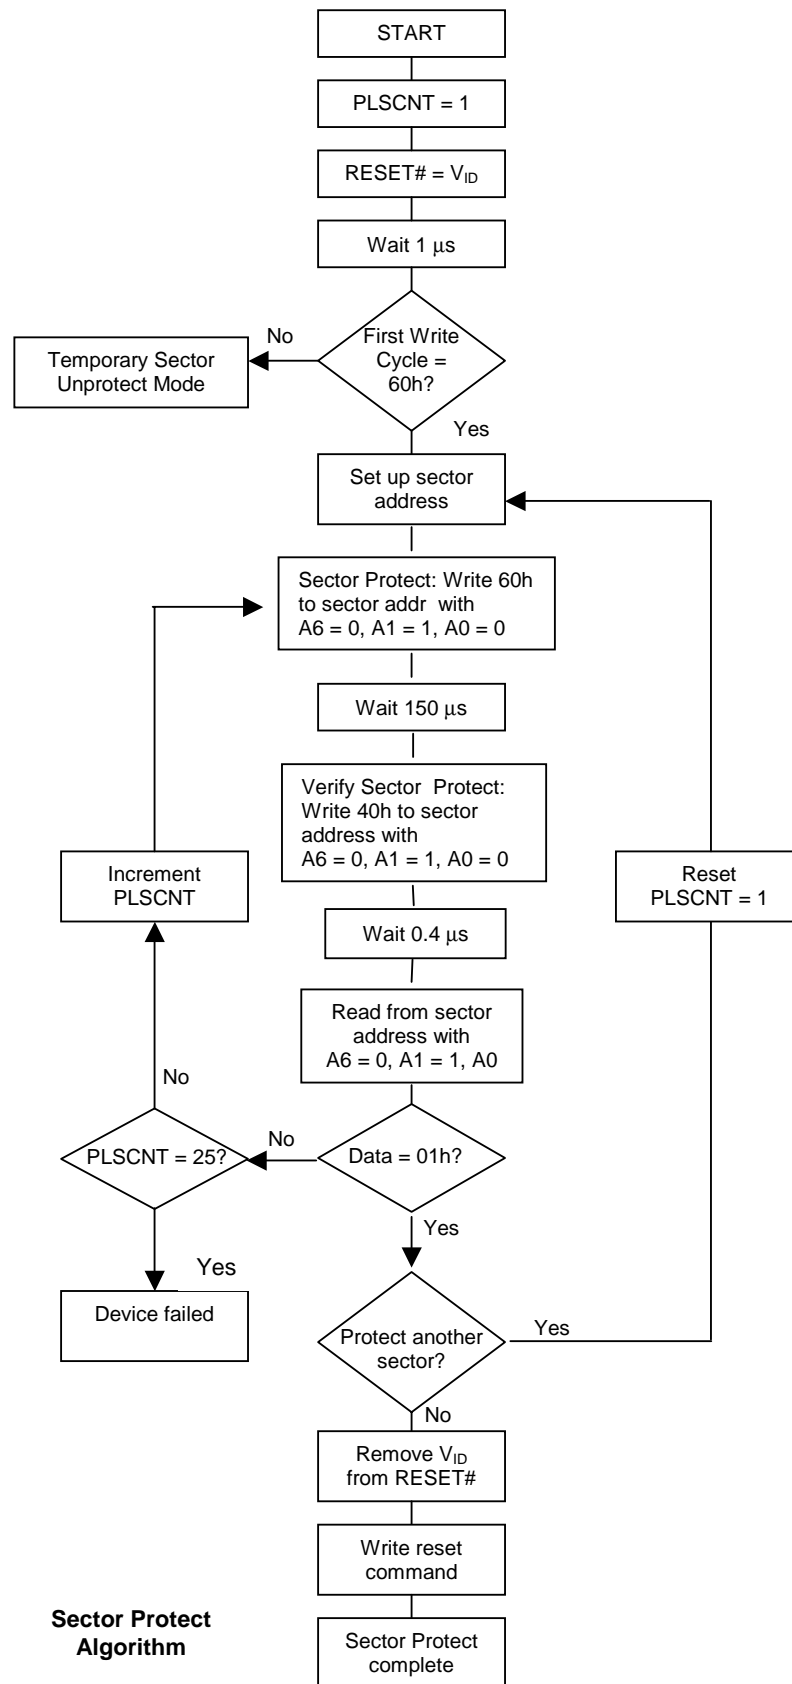 START
PLSCNT = 1
RESET# = VID
Wait 1 μs
No
First Write
Cycle =
60h?
Temporary Sector
Unprotect Mode
Yes
Set up sector
address
Sector Protect: Write 60h
to sector addr with
A6 = 0, A1 = 1, A0 = 0
Wait 150 μs
Verify Sector Protect:
Write 40h to sector
address with
A6 = 0, A1 = 1, A0 = 0
Increment
PLSCNT
Reset
PLSCNT = 1
Wait 0.4 μs
Read from sector
address with
A6 = 0, A1 = 1, A0
No
PLSCNT = 25?
No
Data = 01h?
Yes
Yes
Device failed
Protect another
sector?
Yes
No
Remove VID
from RESET#
Write reset
command
Sector Protect
Algorithm
Sector Protect
complete